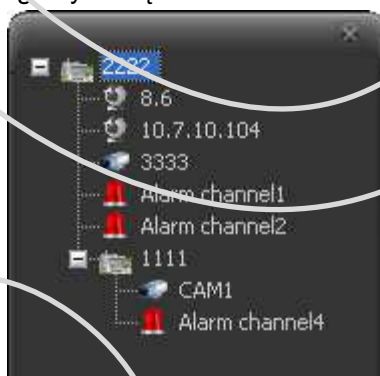 2222
8.6
10.7.10.104
3333
Alarm channel1
Alarm channel2
1111
CAM1
Alarm channel4